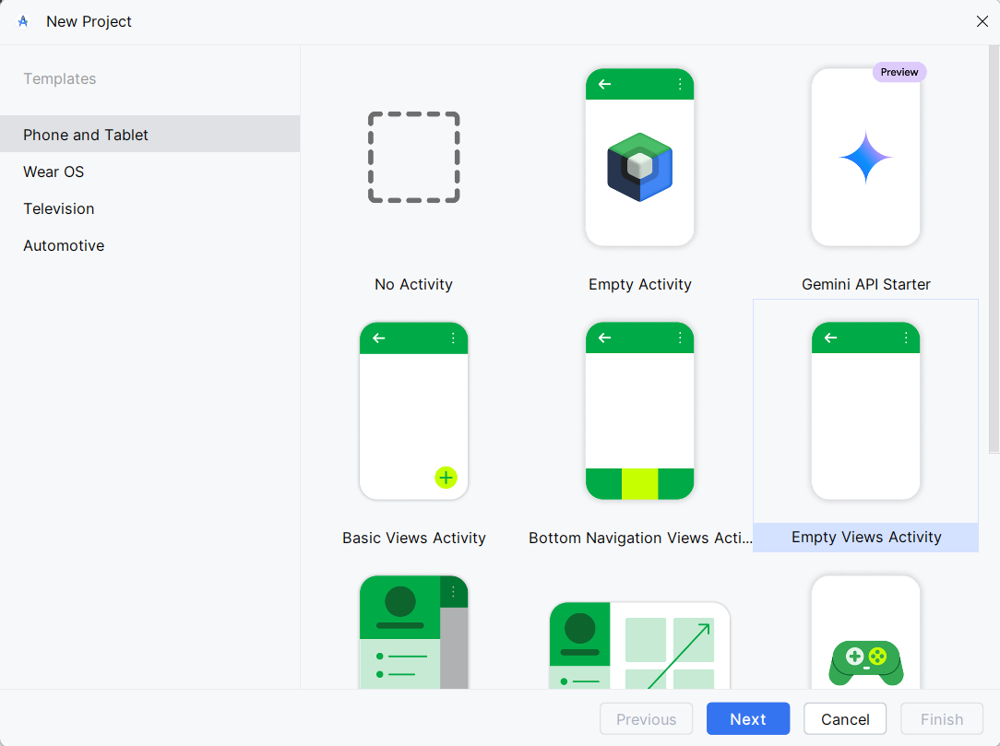 New Project
Templates
Phone and Tablet
Wear OS
Television
Automotive
Preview
No Activity
Empty Activity
Gemini API Starter
Basic Views Activity
Bottom Navigation Views Acti...
Empty Views Activity
Previous
Next
Cancel
Finish